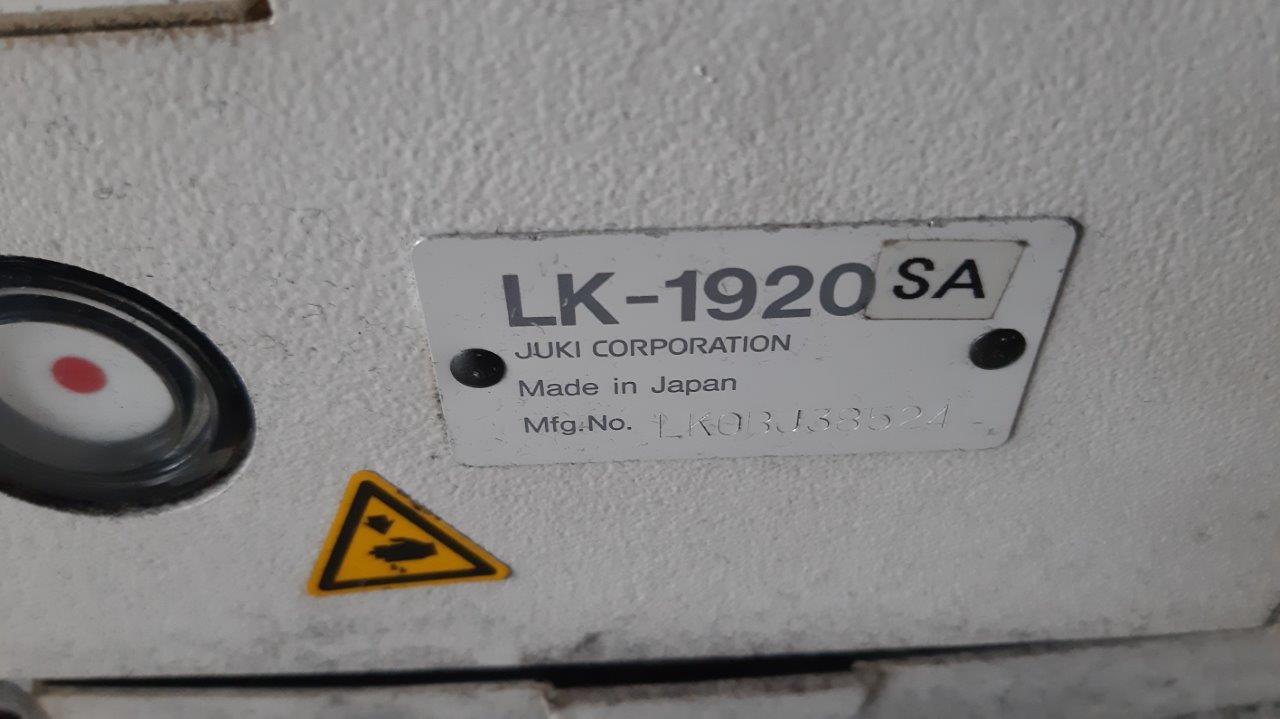 LK-1920 SA
JUKI CORPORATION
Made in Japan
Mfg.No. LK0BJ38524